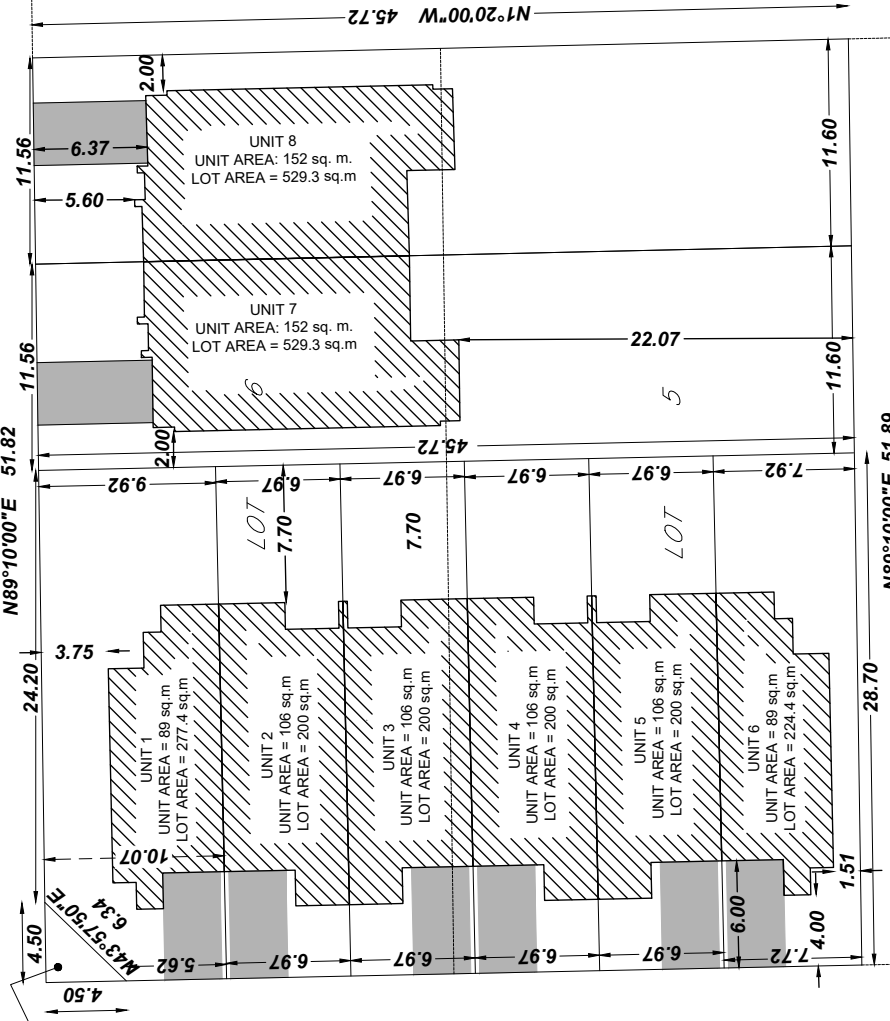 N1°20'00"W 45.72
2.00
11.56
6.37
5.60
UNIT 8
UNIT AREA: 152 sq. m.
LOT AREA = 529.3 sq.m
11.60
UNIT 7
UNIT AREA: 152 sq. m.
LOT AREA = 529.3 sq.m
11.56
22.07
11.60
6
5
2.00
45.72
N89°10'00"E 51.82
N89°10'00"E 51.89
9.92
6.97
6.97
6.97
6.97
7.92
LOT
7.70
7.70
LOT
3.75
24.20
28.70
UNIT 1
UNIT AREA = 89 sq.m
LOT AREA = 277.4 sq.m
UNIT 2
UNIT AREA = 106 sq.m
LOT AREA = 200 sq.m
UNIT 3
UNIT AREA = 106 sq.m
LOT AREA = 200 sq.m
UNIT 4
UNIT AREA = 106 sq.m
LOT AREA = 200 sq.m
UNIT 5
UNIT AREA = 106 sq.m
LOT AREA = 200 sq.m
UNIT 6
UNIT AREA = 89 sq.m
LOT AREA = 224.4 sq.m
10.07
1.51
4.50
N43°57'50"E
6.34
6.00
4.00
5.62
6.97
6.97
6.97
6.97
7.72
4.50